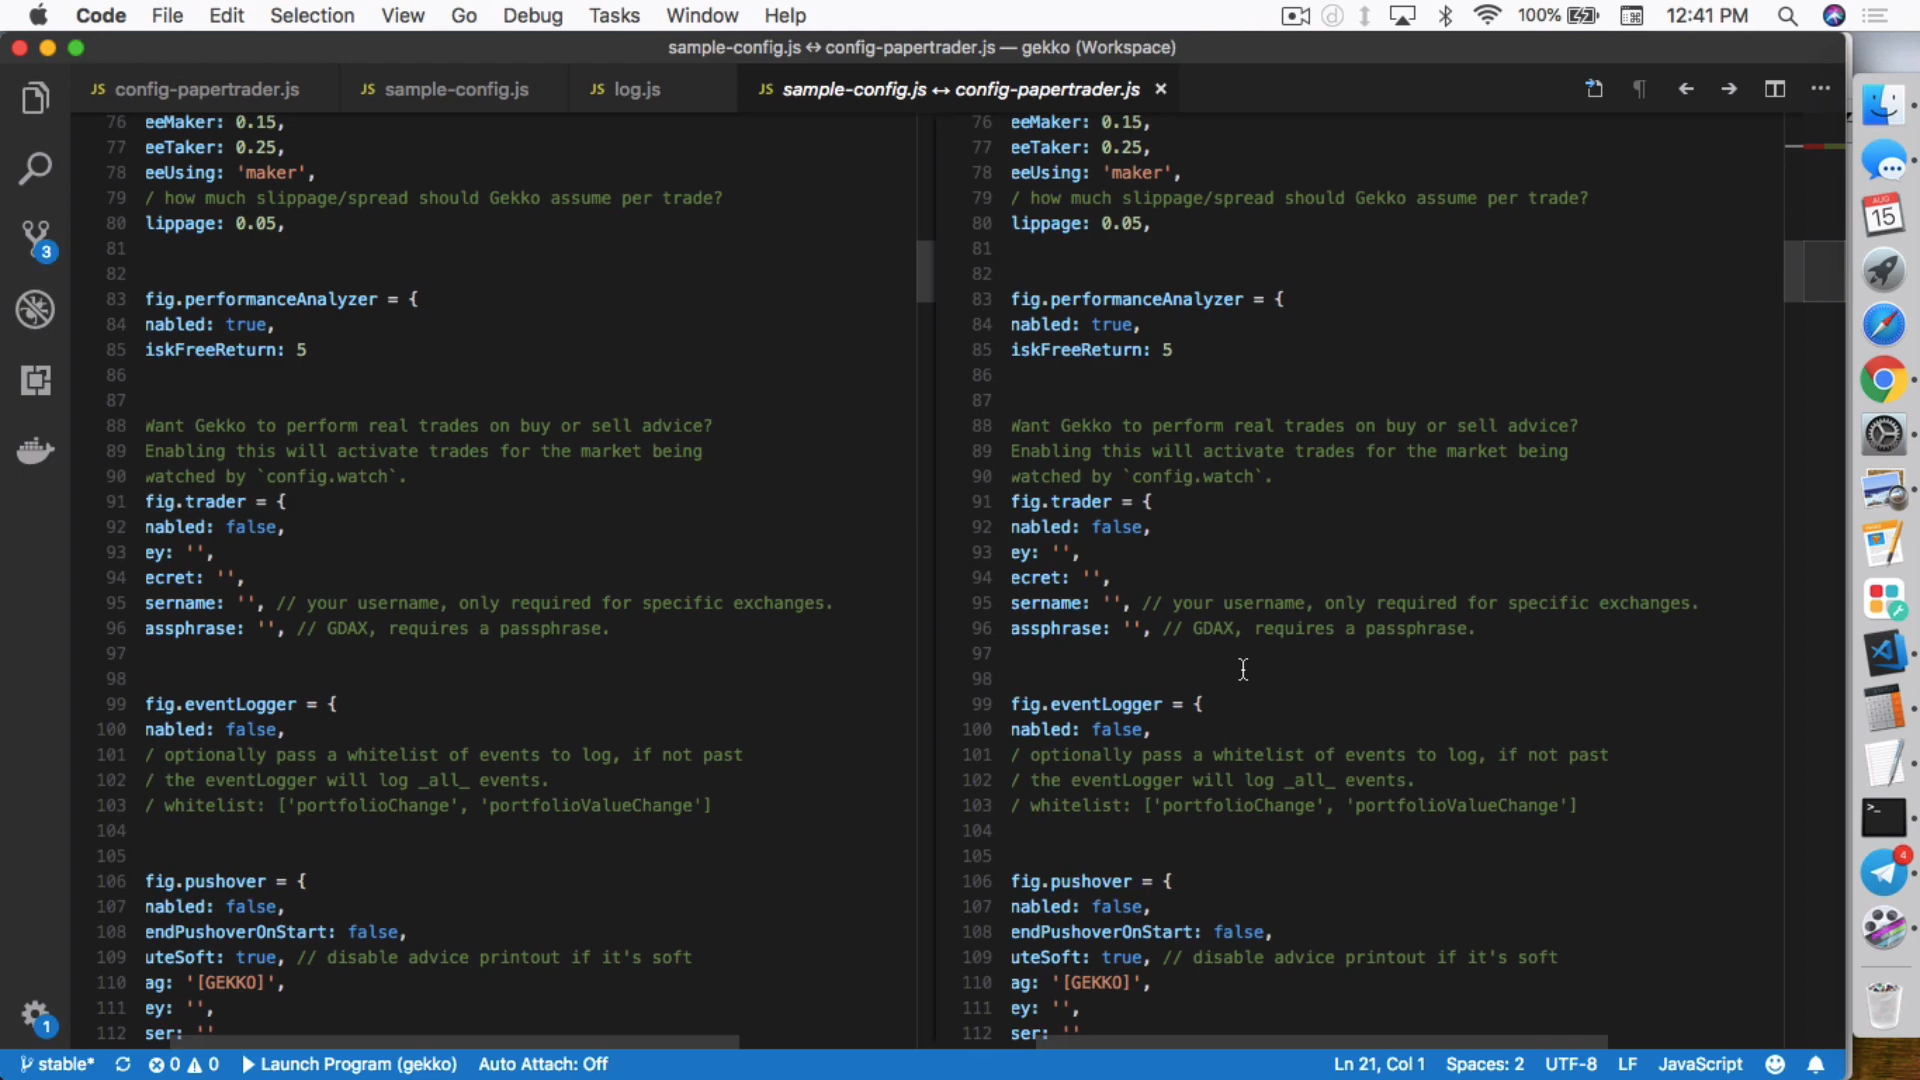 Code File Edit Selection View Go Debug Tasks Window Help 100% 12:41 PM
sample-config.js ↔ config-papertrader.js — gekko (Workspace)
JS config-papertrader.js JS sample-config.js JS log.js JS sample-config.js ↔ config-papertrader.js ×
76 eeMaker: 0.15,
77 eeTaker: 0.25,
78 eeUsing: 'maker',
79 / how much slippage/spread should Gekko assume per trade?
80 lippage: 0.05,
81
82
83 fig.performanceAnalyzer = {
84 nabled: true,
85 iskFreeReturn: 5
86
87
88 Want Gekko to perform real trades on buy or sell advice?
89 Enabling this will activate trades for the market being
90 watched by `config.watch`.
91 fig.trader = {
92 nabled: false,
93 ey: '',
94 ecret: '',
95 sername: '', // your username, only required for specific exchanges.
96 assphrase: '', // GDAX, requires a passphrase.
97
98
99 fig.eventLogger = {
100 nabled: false,
101 / optionally pass a whitelist of events to log, if not past
102 / the eventLogger will log _all_ events.
103 / whitelist: ['portfolioChange', 'portfolioValueChange']
104
105
106 fig.pushover = {
107 nabled: false,
108 endPushoverOnStart: false,
109 uteSoft: true, // disable advice printout if it's soft
110 ag: '[GEKKO]',
111 ey: '',
112 ser: ''
76 eeMaker: 0.15,
77 eeTaker: 0.25,
78 eeUsing: 'maker',
79 / how much slippage/spread should Gekko assume per trade?
80 lippage: 0.05,
81
82
83 fig.performanceAnalyzer = {
84 nabled: true,
85 iskFreeReturn: 5
86
87
88 Want Gekko to perform real trades on buy or sell advice?
89 Enabling this will activate trades for the market being
90 watched by `config.watch`.
91 fig.trader = {
92 nabled: false,
93 ey: '',
94 ecret: '',
95 sername: '', // your username, only required for specific exchanges.
96 assphrase: '', // GDAX, requires a passphrase.
97
98
99 fig.eventLogger = {
100 nabled: false,
101 / optionally pass a whitelist of events to log, if not past
102 / the eventLogger will log _all_ events.
103 / whitelist: ['portfolioChange', 'portfolioValueChange']
104
105
106 fig.pushover = {
107 nabled: false,
108 endPushoverOnStart: false,
109 uteSoft: true, // disable advice printout if it's soft
110 ag: '[GEKKO]',
111 ey: '',
112 ser: ''
3
1
AUG
15
4
stable* 0 0 Launch Program (gekko) Auto Attach: Off Ln 21, Col 1 Spaces: 2 UTF-8 LF JavaScript